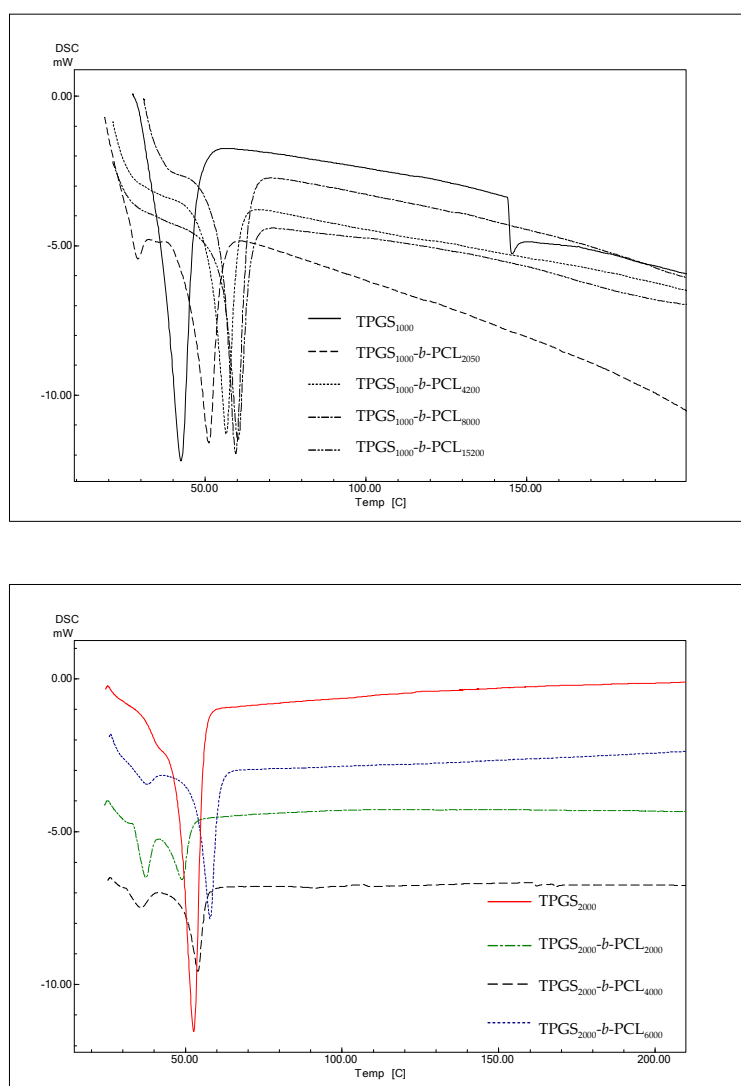 DSC
mW
0.00
-5.00
-10.00
50.00 100.00 150.00
Temp [C]
TPGS1000
TPGS1000-b-PCL2050
TPGS1000-b-PCL4200
TPGS1000-b-PCL8000
TPGS1000-b-PCL15200
DSC
mW
0.00
-5.00
-10.00
50.00 100.00 150.00 200.00
Temp [C]
TPGS2000
TPGS2000-b-PCL2000
TPGS2000-b-PCL4000
TPGS2000-b-PCL6000